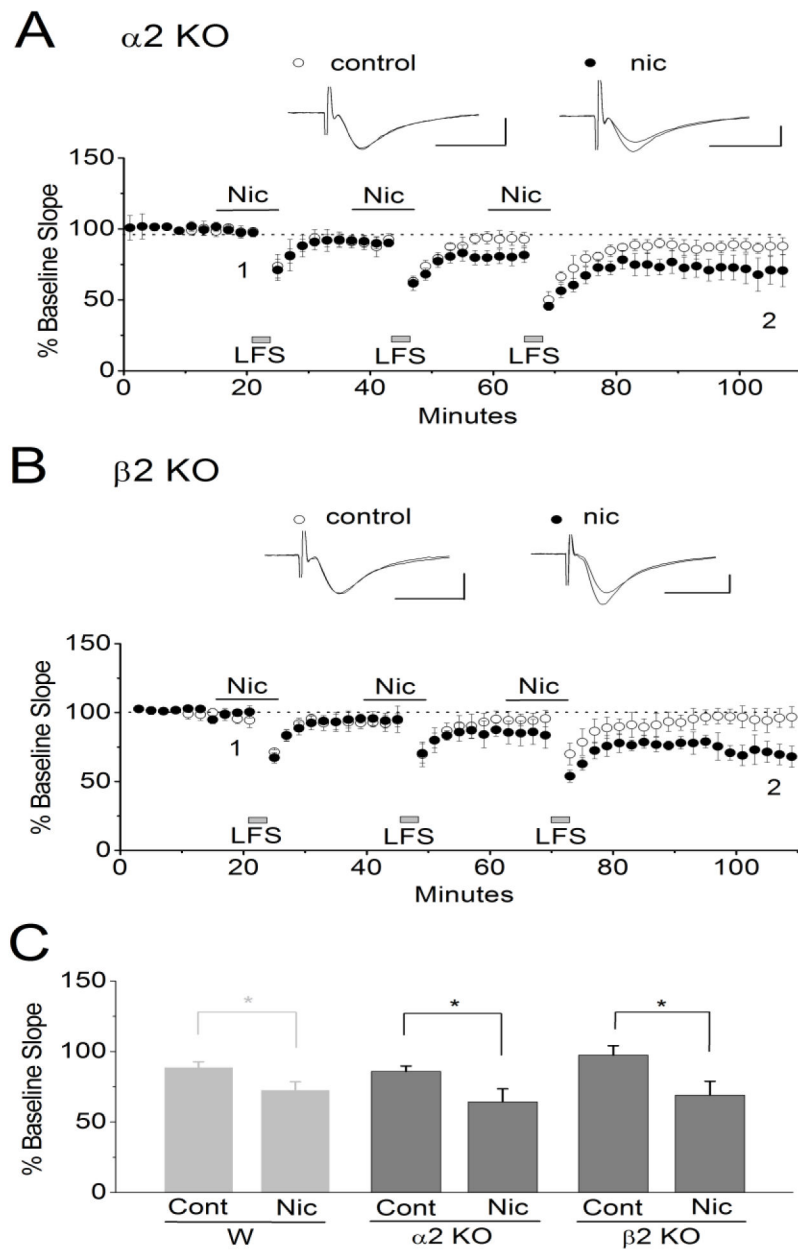 A
α2 KO
control
nic
150
100
50
0
% Baseline Slope
Nic
Nic
Nic
1
2
LFS
LFS
LFS
0
20
40
60
80
100
Minutes
B
β2 KO
control
nic
150
100
50
0
% Baseline Slope
Nic
Nic
Nic
1
2
LFS
LFS
LFS
0
20
40
60
80
100
Minutes
C
150
100
50
0
% Baseline Slope
*
*
*
Cont Nic Cont Nic Cont Nic
W α2 KO β2 KO